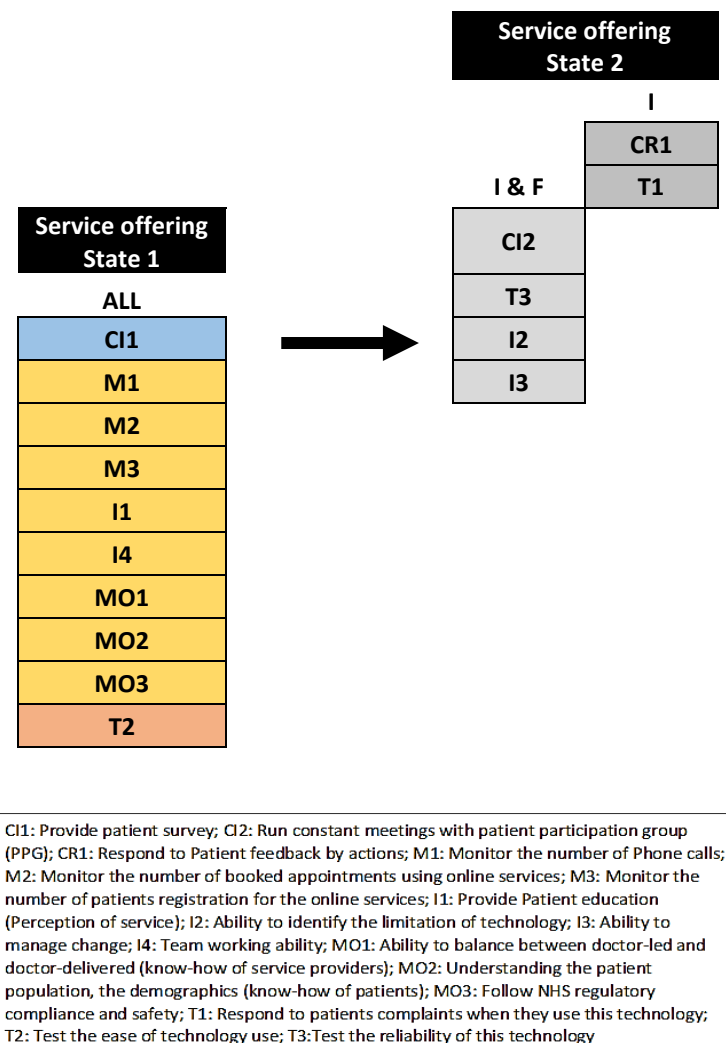 Service offering
State 2
I
CR1
T1
I & F
CI2
T3
I2
I3
Service offering
State 1
ALL
CI1
M1
M2
M3
I1
I4
MO1
MO2
MO3
T2
CI1: Provide patient survey; CI2: Run constant meetings with patient participation group
(PPG); CR1: Respond to Patient feedback by actions; M1: Monitor the number of Phone calls;
M2: Monitor the number of booked appointments using online services; M3: Monitor the
number of patients registration for the online services; I1: Provide Patient education
(Perception of service); I2: Ability to identify the limitation of technology; I3: Ability to
manage change; I4: Team working ability; MO1: Ability to balance between doctor-led and
doctor-delivered (know-how of service providers); MO2: Understanding the patient
population, the demographics (know-how of patients); MO3: Follow NHS regulatory
compliance and safety; T1: Respond to patients complaints when they use this technology;
T2: Test the ease of technology use; T3:Test the reliability of this technology